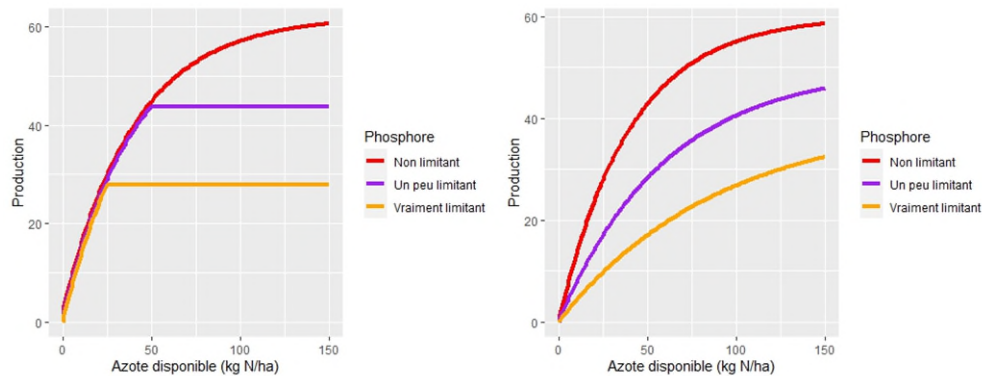 60
40
20
0
Production
0
50
100
150
Azote disponible (kg N/ha)
Phosphore
Non limitant
Un peu limitant
Vraiment limitant
60
40
20
0
Production
0
50
100
150
Azote disponible (kg N/ha)
Phosphore
Non limitant
Un peu limitant
Vraiment limitant